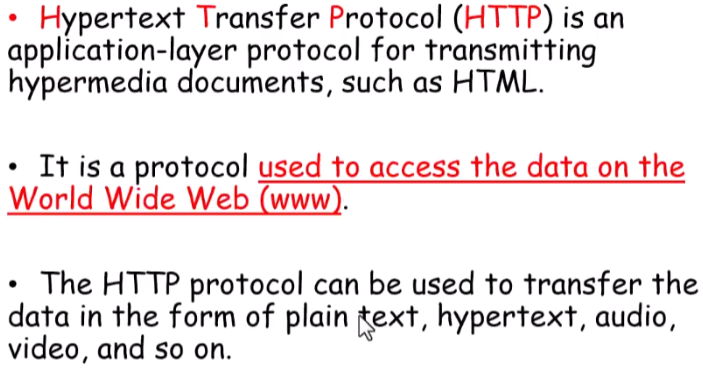 • Hypertext Transfer Protocol (HTTP) is an
application-layer protocol for transmitting
hypermedia documents, such as HTML.
• It is a protocol used to access the data on the
World Wide Web (www).
• The HTTP protocol can be used to transfer the
data in the form of plain text, hypertext, audio,
video, and so on.